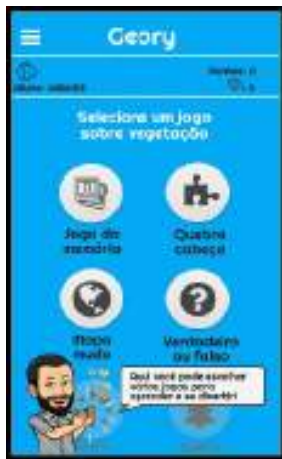 Geory
Selecione um jogo
sobre vegetação
Jogo da
memória
Quebra
cabeça
Mapa
mudo
Verdadeiro
ou falso
Aqui você pode escolher
vários jogos para
aprender e se divertir!